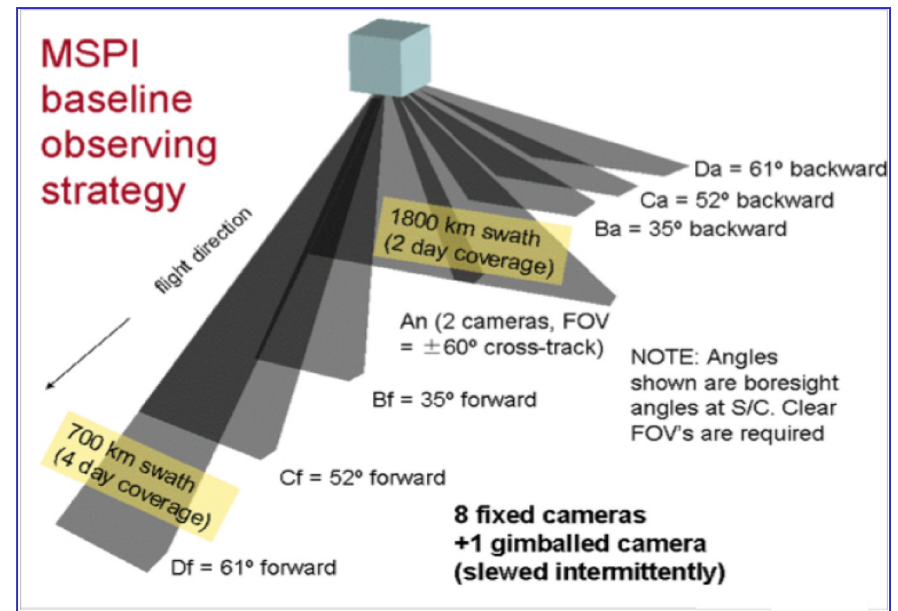 MSPI
baseline
observing
strategy
flight direction
1800 km swath
(2 day coverage)
Da = 61º backward
Ca = 52º backward
Ba = 35º backward
An (2 cameras, FOV
= ±60º cross-track)
NOTE: Angles
shown are boresight
angles at S/C. Clear
FOV's are required
Bf = 35º forward
700 km swath
(4 day coverage)
Cf = 52º forward
8 fixed cameras
+1 gimballed camera
(slewed intermittently)
Df = 61º forward